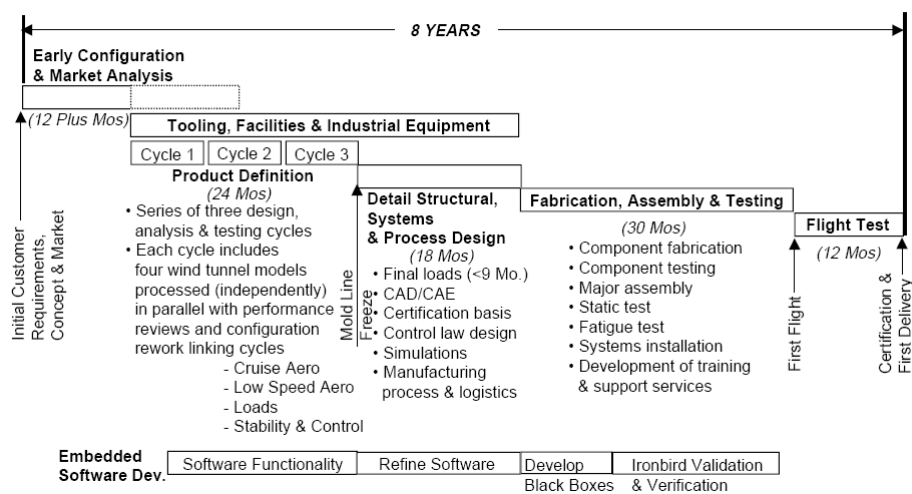 8 YEARS
Early Configuration
& Market Analysis
(12 Plus Mos)
Tooling, Facilities & Industrial Equipment
Cycle 1
Cycle 2
Cycle 3
Product Definition
(24 Mos)
• Series of three design,
analysis & testing cycles
• Each cycle includes
four wind tunnel models
processed (independently)
in parallel with performance
reviews and configuration
rework linking cycles
- Cruise Aero
- Low Speed Aero
- Loads
- Stability & Control
Initial Customer
Requirements,
Concept & Market
Mold Line
Freeze
Detail Structural,
Systems
& Process Design
(18 Mos)
• Final loads (<9 Mo.)
• CAD/CAE
• Certification basis
• Control law design
• Simulations
• Manufacturing
process & logistics
Fabrication, Assembly & Testing
(30 Mos)
• Component fabrication
• Component testing
• Major assembly
• Static test
• Fatigue test
• Systems installation
• Development of training
& support services
Flight Test
(12 Mos)
First Flight
Certification &
First Delivery
Embedded
Software Dev.
Software Functionality
Refine Software
Develop
Black Boxes
Ironbird Validation
& Verification